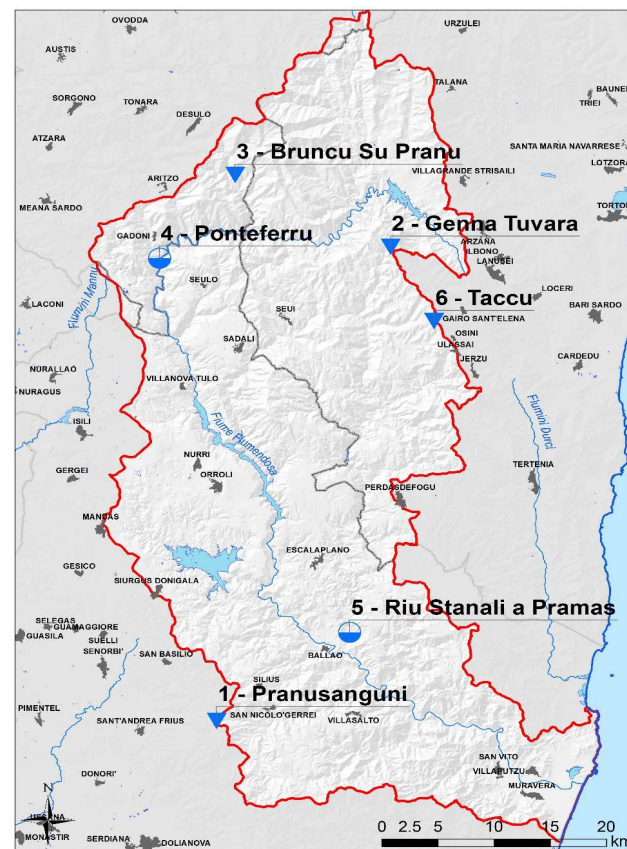 OVODDA
URZULEI
AUSTIS
TALANA
BAUNEI
TRIEI
SORGONO
TONARA
DESULO
ATZARA
SANTA MARIA NAVARRESE
3 - Bruncu Su Pranu
LOTZORA
ARITZO
VILLAGRANDE STRISAILI
MEANA SARDO
TORTOL
2 - Genna Tuvara
GADONI
4 - Ponteferru
ARZANA
ILBONO
LANUSEI
SEULO
LOCERI
6 - Taccu
LACONI
Flumini Mannu
SEUI
GAIRO SANT'ELENA
BARI SARDO
OSINI
ULASSAI
SADALI
JERZU
CARDEDU
NURALLAO
VILLANOVA TULO
NURAGUS
Flumini Durci
ISILI
Fiume Flumendosa
NURRI
ORROLI
GERGEI
TERTENIA
PERDASDEFOGU
MANDAS
ESCALAPLANO
GESICO
SIURGUS DONIGALA
5 - Riu Stanali a Pramas
SELEGAS
GUAMAGGIORE
GUASILA
SUELLI
SENORBI'
SAN BASILIO
BALLAO
SILIUS
1 - Pranusanguni
PIMENTEL
SANT'ANDREA FRIUS
SAN NICOLO'GERREI
VILLASALTO
SAN VITO
VILLAPUTZU
DONORI'
MURAVERA
N
USSANA
MONASTIR
SERDIANA
DOLIANOVA
0 2.5 5 10 15 20
km